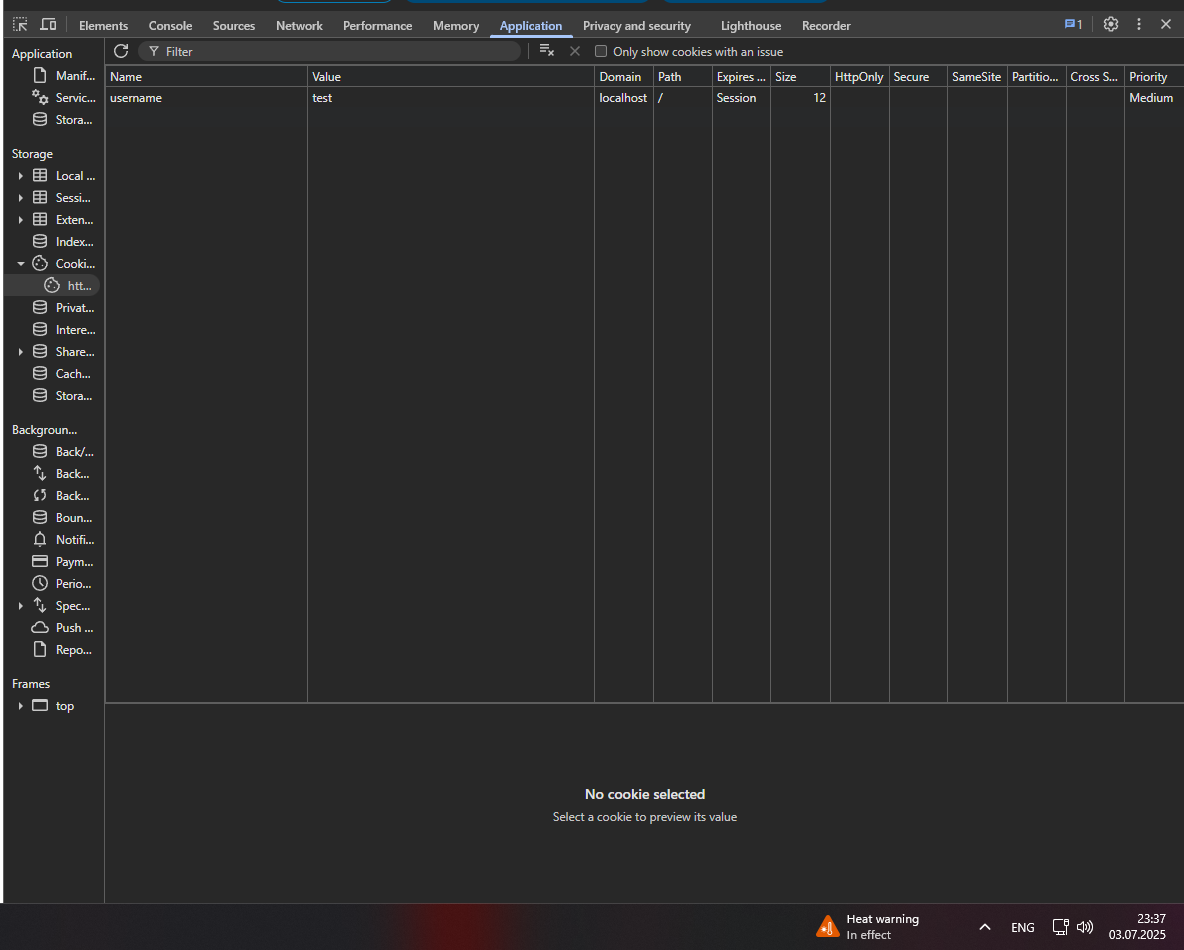 Elements Console Sources Network Performance Memory Application Privacy and security Lighthouse Recorder 1
Application
Manif...
Servic...
Stora...
Storage
Local ...
Sessi...
Exten...
Index...
Cooki...
htt...
Privat...
Intere...
Share...
Cach...
Stora...
Backgroun...
Back/...
Back...
Back...
Boun...
Notifi...
Paym...
Perio...
Spec...
Push ...
Repo...
Frames
top
Filter Only show cookies with an issue
Name Value Domain Path Expires ... Size HttpOnly Secure SameSite Partitio... Cross S... Priority
username test localhost / Session 12 Medium
No cookie selected
Select a cookie to preview its value
Heat warning
In effect
ENG
23:37
03.07.2025